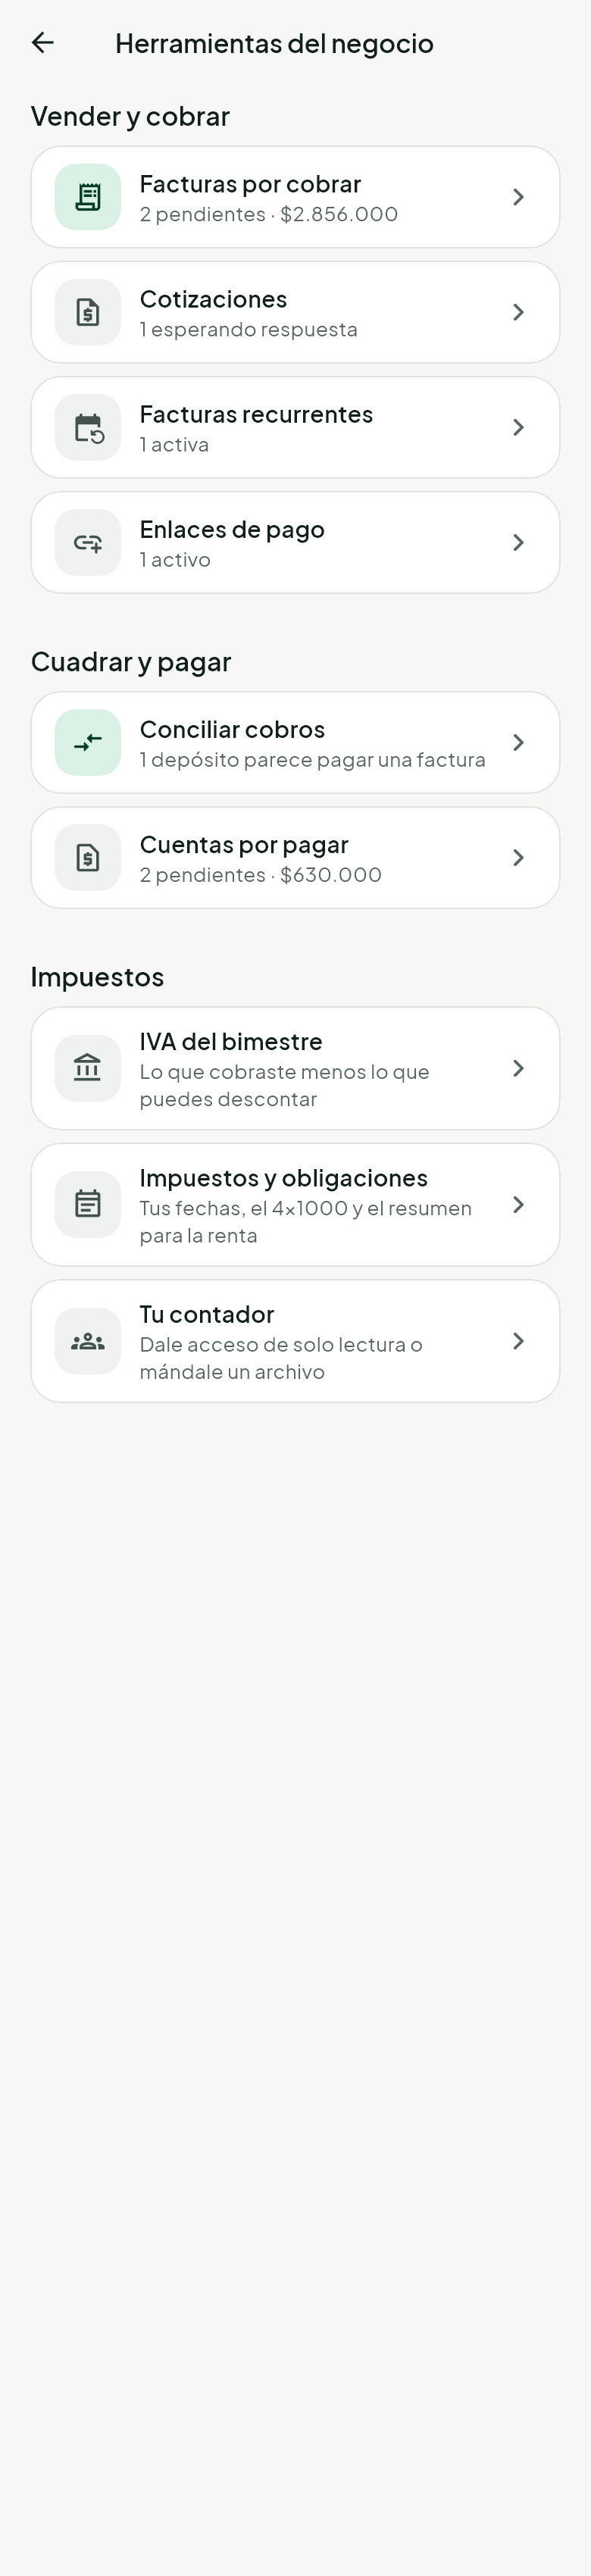 Herramientas del negocio
Vender y cobrar
Facturas por cobrar
2 pendientes · $2.856.000
Cotizaciones
1 esperando respuesta
Facturas recurrentes
1 activa
Enlaces de pago
1 activo
Cuadrar y pagar
Conciliar cobros
1 depósito parece pagar una factura
Cuentas por pagar
2 pendientes · $630.000
Impuestos
IVA del bimestre
Lo que cobraste menos lo que
puedes descontar
Impuestos y obligaciones
Tus fechas, el 4×1000 y el resumen
para la renta
Tu contador
Dale acceso de solo lectura o
mándale un archivo